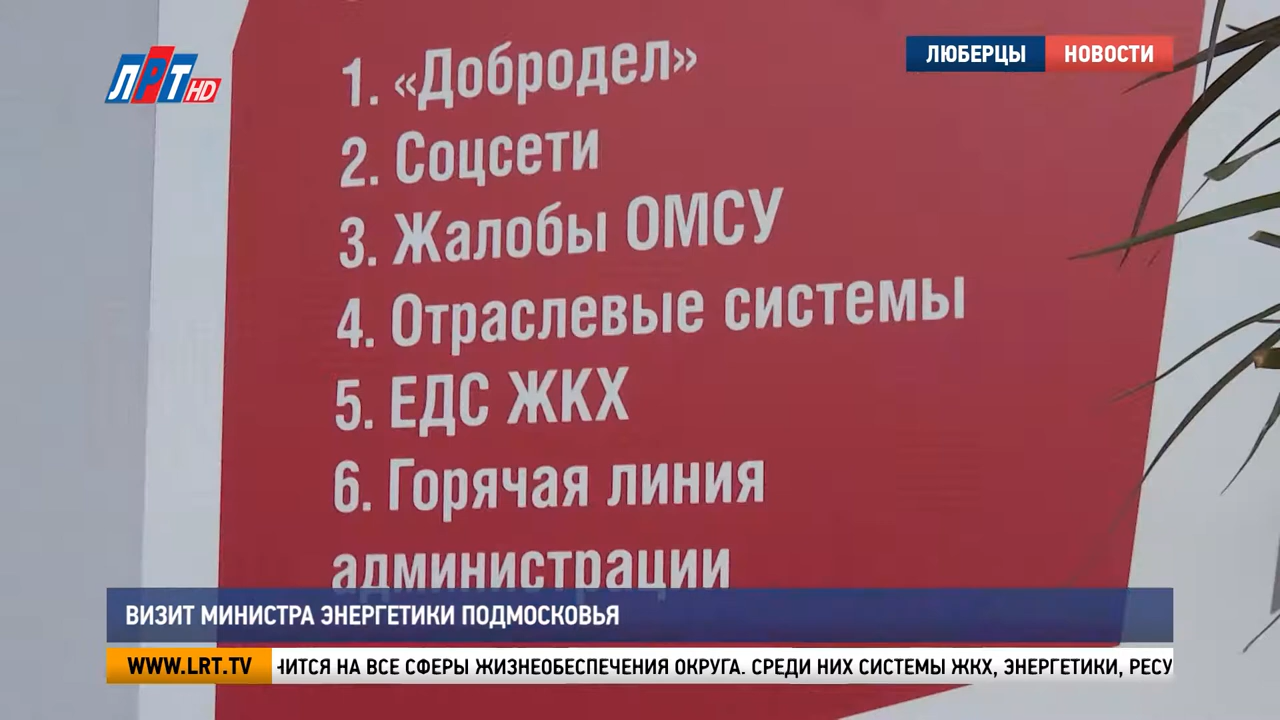 ЛРТ HD
ЛЮБЕРЦЫ НОВОСТИ
1. «Добродел»
2. Соцсети
3. Жалобы ОМСУ
4. Отраслевые системы
5. ЕДС ЖКХ
6. Горячая линия
администрации
ВИЗИТ МИНИСТРА ЭНЕРГЕТИКИ ПОДМОСКОВЬЯ
WWW.LRT.TV
НА ВСЕ СФЕРЫ ЖИЗНЕОБЕСПЕЧЕНИЯ ОКРУГА. СРЕДИ НИХ СИСТЕМЫ ЖКХ, ЭНЕРГЕТИКИ, РЕСУ